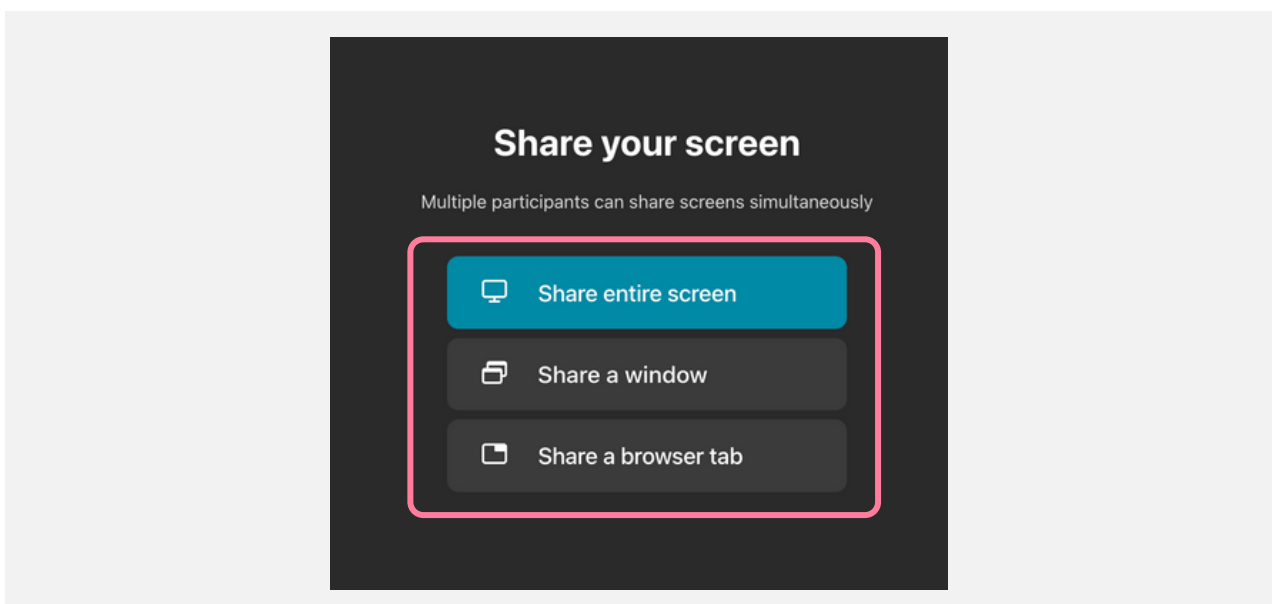 Share your screen
Multiple participants can share screens simultaneously
Share entire screen
Share a window
Share a browser tab